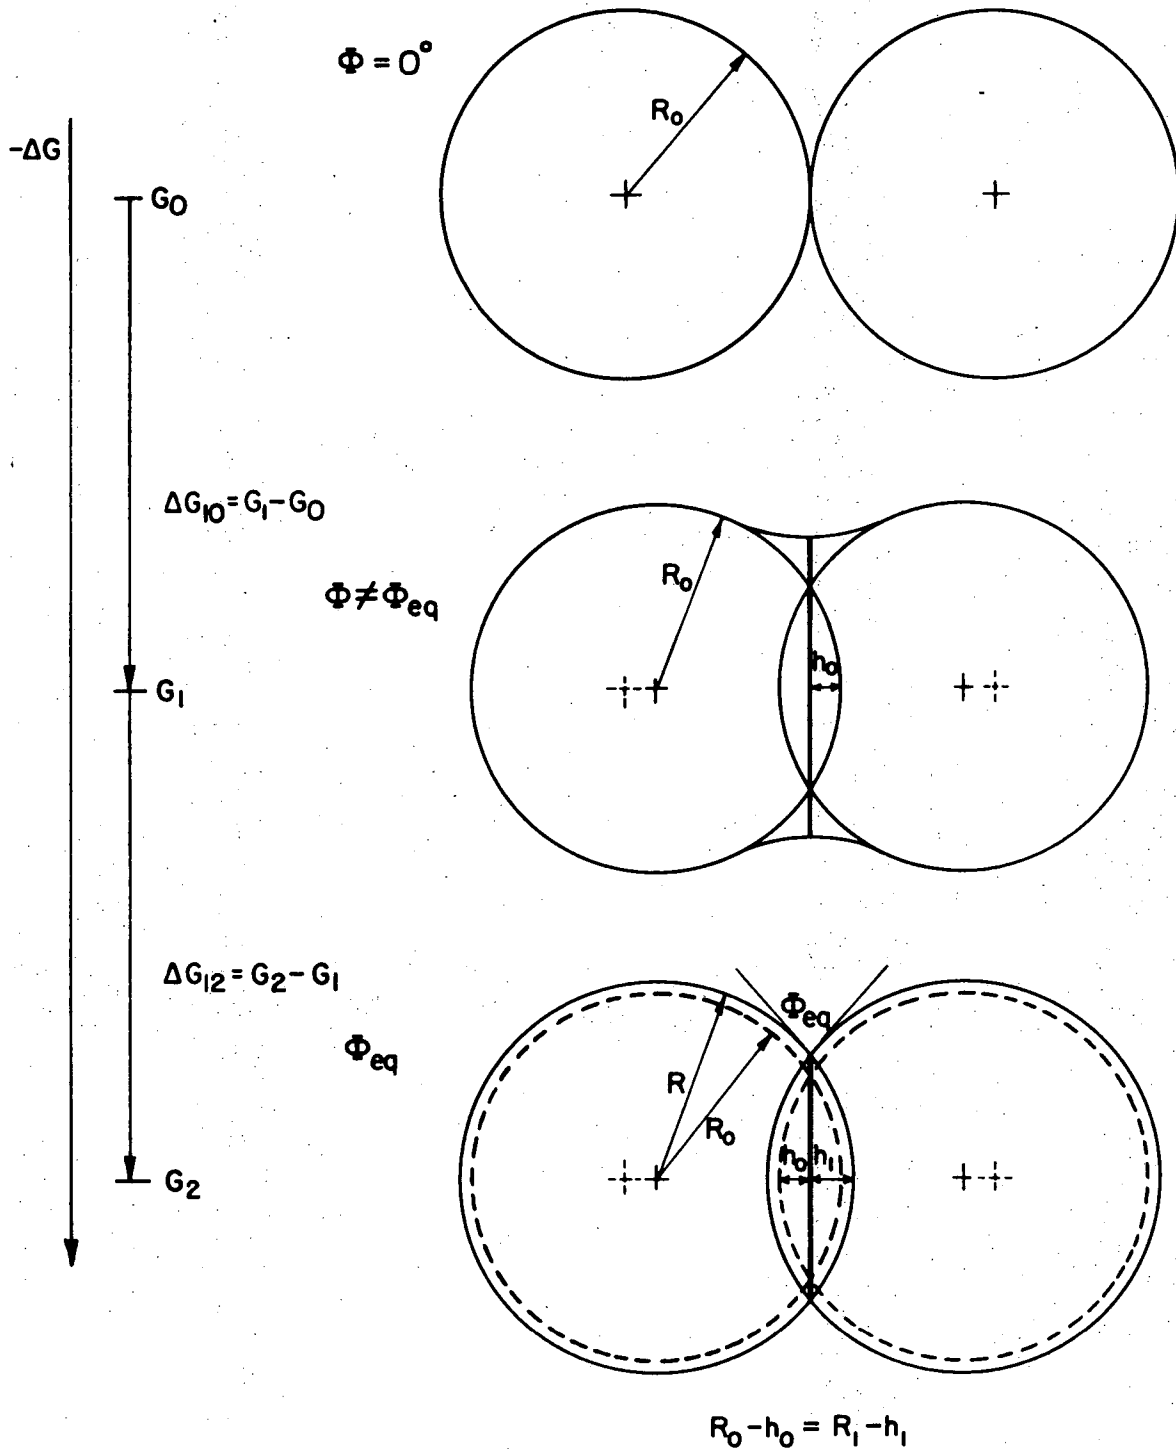 Φ = 0°
R₀
-ΔG
G₀
ΔG₁₀ = G₁ - G₀
R₀
Φ ≠ Φeq
h₀
G₁
ΔG₁₂ = G₂ - G₁
Φeq
Φeq
R
R₀
h₀ h₁
G₂
R₀ - h₀ = R₁ - h₁